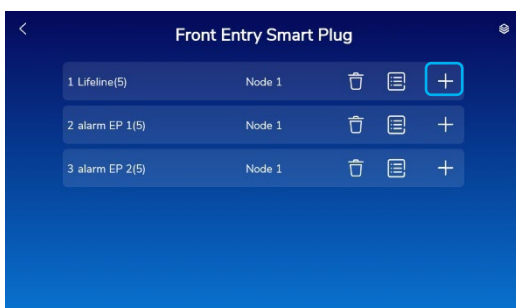 Front Entry Smart Plug
1 Lifeline(5) Node 1
2 alarm EP 1(5) Node 1
3 alarm EP 2(5) Node 1